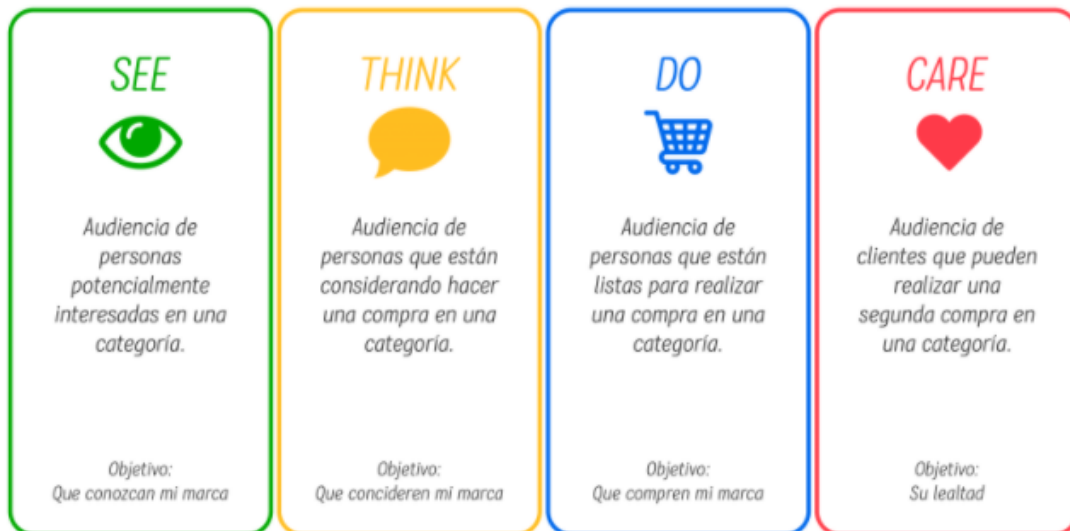 SEE
Audiencia de
personas
potencialmente
interesadas en una
categoría.
Objetivo:
Que conozcan mi marca
THINK
Audiencia de
personas que están
considerando hacer
una compra en una
categoría.
Objetivo:
Que concideren mi marca
DO
Audiencia de
personas que están
listas para realizar
una compra en una
categoría.
Objetivo:
Que compren mi marca
CARE
Audiencia de
clientes que pueden
realizar una
segunda compra en
una categoría.
Objetivo:
Su lealtad